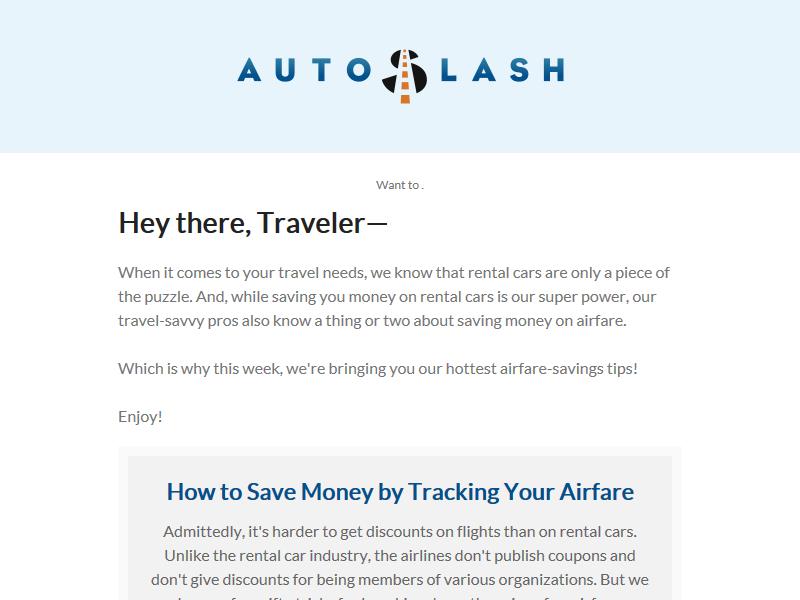 AUTOSLASH
Want to .
Hey there, Traveler—
When it comes to your travel needs, we know that rental cars are only a piece of
the puzzle. And, while saving you money on rental cars is our super power, our
travel-savvy pros also know a thing or two about saving money on airfare.
Which is why this week, we're bringing you our hottest airfare-savings tips!
Enjoy!
How to Save Money by Tracking Your Airfare
Admittedly, it's harder to get discounts on flights than on rental cars.
Unlike the rental car industry, the airlines don't publish coupons and
don't give discounts for being members of various organizations. But we